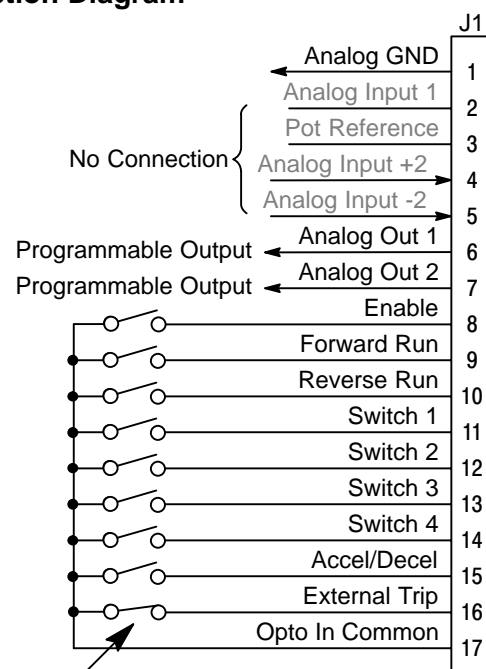 J1
Analog GND 1
Analog Input 1 2
Pot Reference 3
No Connection
Analog Input +2 4
Analog Input -2 5
Programmable Output Analog Out 1 6
Programmable Output Analog Out 2 7
Enable 8
Forward Run 9
Reverse Run 10
Switch 1 11
Switch 2 12
Switch 3 13
Switch 4 14
Accel/Decel 15
External Trip 16
Opto In Common 17